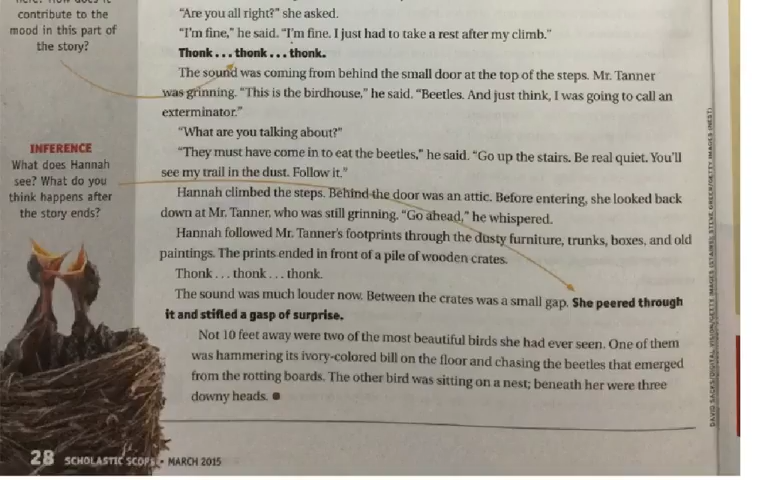 contribute to the
mood in this part of
the story?
INFERENCE
What does Hannah
see? What do you
think happens after
the story ends?
“Are you all right?” she asked.
“I'm fine,” he said. “I'm fine. I just had to take a rest after my climb.”
Thonk . . . thonk . . . thonk.
The sound was coming from behind the small door at the top of the steps. Mr. Tanner
was grinning. “This is the birdhouse,” he said. “Beetles. And just think, I was going to call an
exterminator.”
“What are you talking about?”
“They must have come in to eat the beetles,” he said. “Go up the stairs. Be real quiet. You'll
see my trail in the dust. Follow it.”
Hannah climbed the steps. Behind the door was an attic. Before entering, she looked back
down at Mr. Tanner, who was still grinning. “Go ahead,” he whispered.
Hannah followed Mr. Tanner's footprints through the dusty furniture, trunks, boxes, and old
paintings. The prints ended in front of a pile of wooden crates.
Thonk . . . thonk . . . thonk.
The sound was much louder now. Between the crates was a small gap. She peered through
it and stifled a gasp of surprise.
Not 10 feet away were two of the most beautiful birds she had ever seen. One of them
was hammering its ivory-colored bill on the floor and chasing the beetles that emerged
from the rotting boards. The other bird was sitting on a nest; beneath her were three
downy heads.
28 SCHOLASTIC SCOPE • MARCH 2015